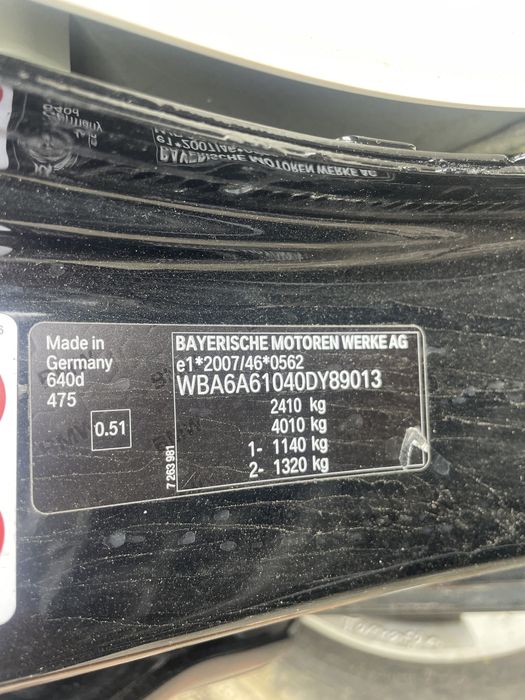 Made in
Germany
640d
475
0.51
7 263 981
BAYERISCHE MOTOREN WERKE AG
e1*2007/46*0562
WBA6A61040DY89013
2410 kg
4010 kg
1- 1140 kg
2- 1320 kg